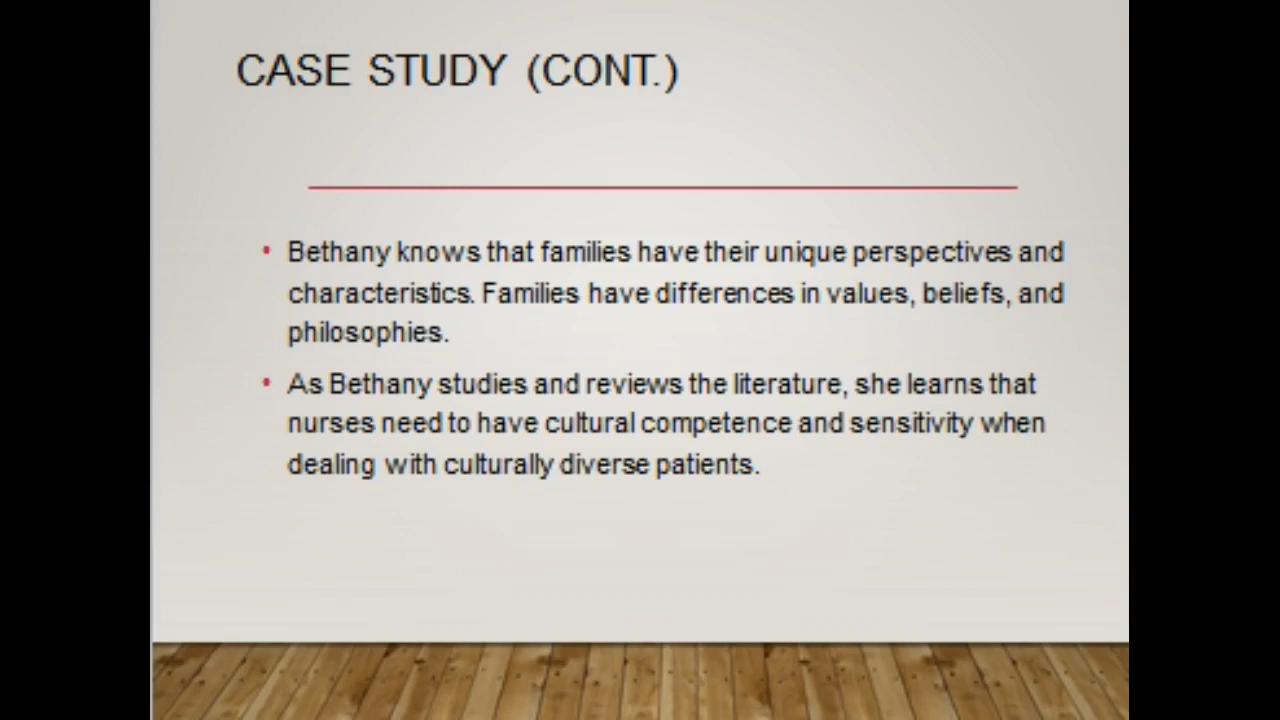 CASE STUDY (CONT.)
• Bethany knows that families have their unique perspectives and
characteristics. Families have differences in values, beliefs, and
philosophies.
• As Bethany studies and reviews the literature, she learns that
nurses need to have cultural competence and sensitivity when
dealing with culturally diverse patients.